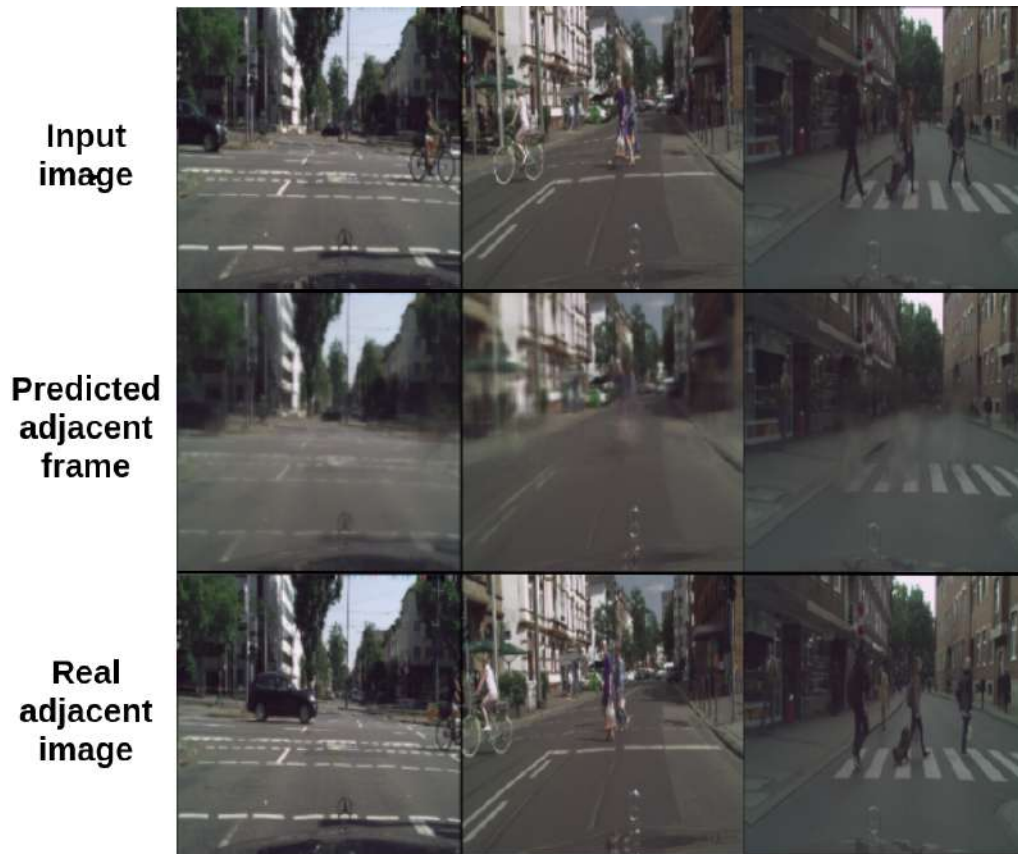 Input
image
Predicted
adjacent
frame
Real
adjacent
image